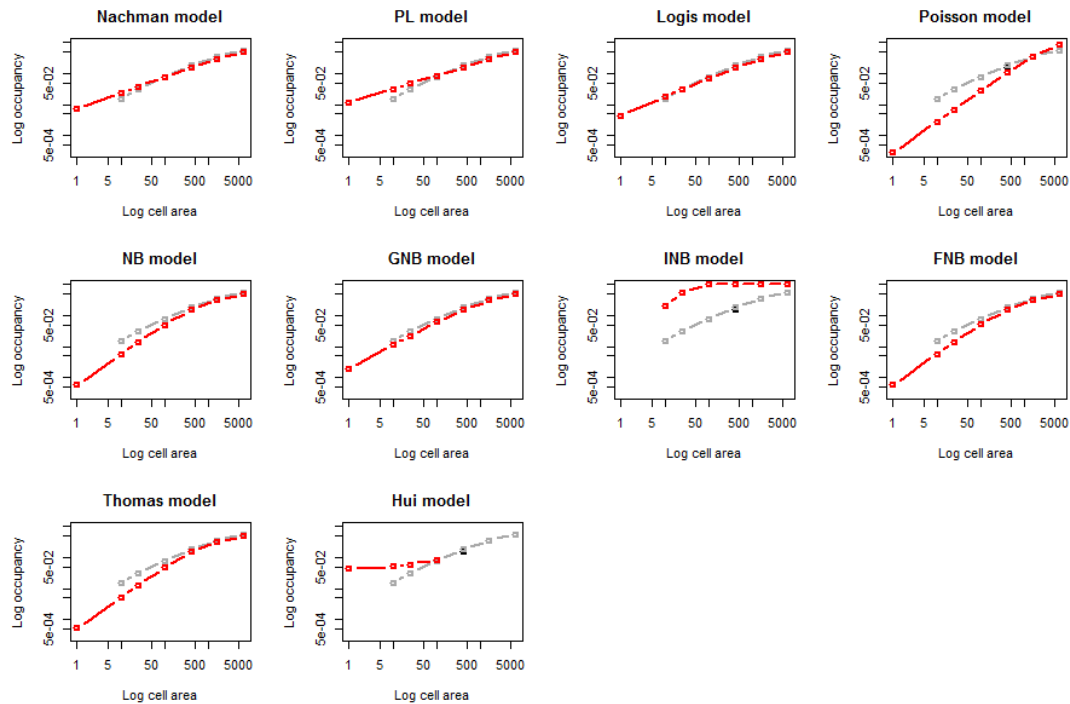 Nachman model
PL model
Logis model
Poisson model
Log occupancy
5e-04 5e-02
1 5 50 500 5000
Log cell area
Log occupancy
5e-04 5e-02
1 5 50 500 5000
Log cell area
Log occupancy
5e-04 5e-02
1 5 50 500 5000
Log cell area
Log occupancy
5e-04 5e-02
1 5 50 500 5000
Log cell area
NB model
GNB model
INB model
FNB model
Log occupancy
5e-04 5e-02
1 5 50 500 5000
Log cell area
Log occupancy
5e-04 5e-02
1 5 50 500 5000
Log cell area
Log occupancy
5e-04 5e-02
1 5 50 500 5000
Log cell area
Log occupancy
5e-04 5e-02
1 5 50 500 5000
Log cell area
Thomas model
Hui model
Log occupancy
5e-04 5e-02
1 5 50 500 5000
Log cell area
Log occupancy
5e-04 5e-02
1 5 50 500 5000
Log cell area